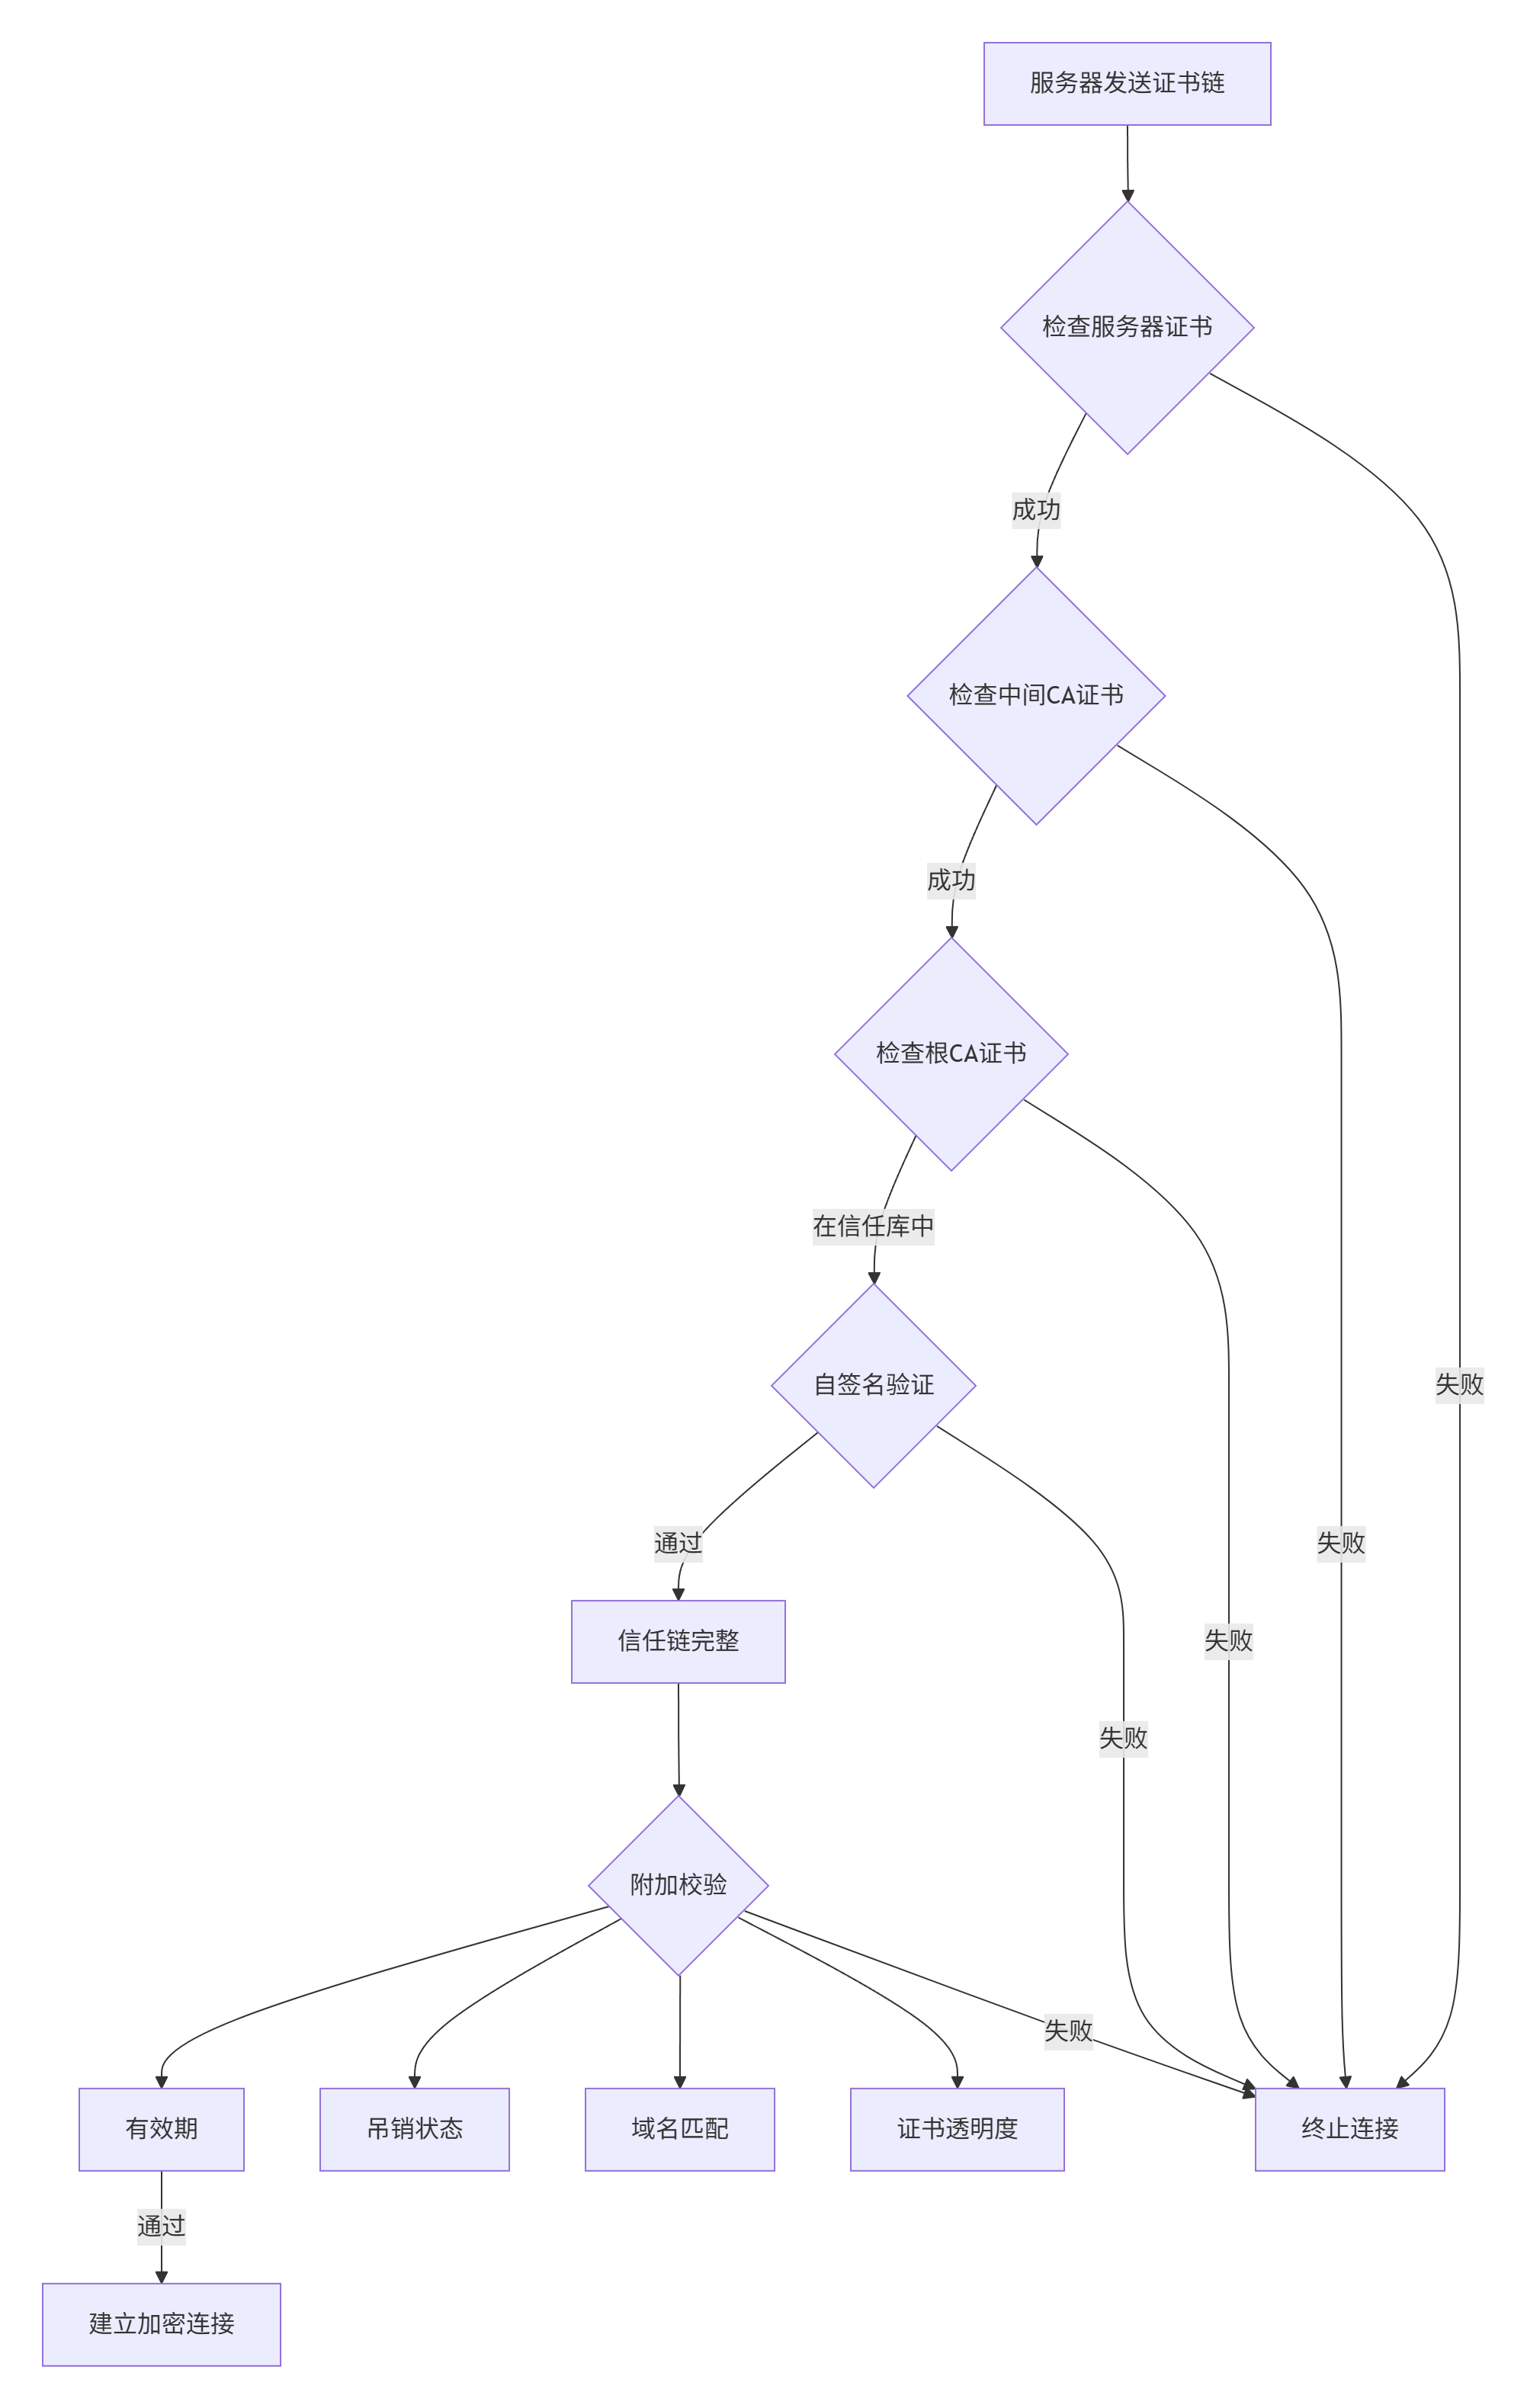 服务器发送证书链
检查服务器证书
成功
检查中间CA证书
成功
检查根CA证书
在信任库中
自签名验证
失败
通过
失败
信任链完整
失败
失败
附加校验
失败
有效期
吊销状态
域名匹配
证书透明度
终止连接
通过
建立加密连接